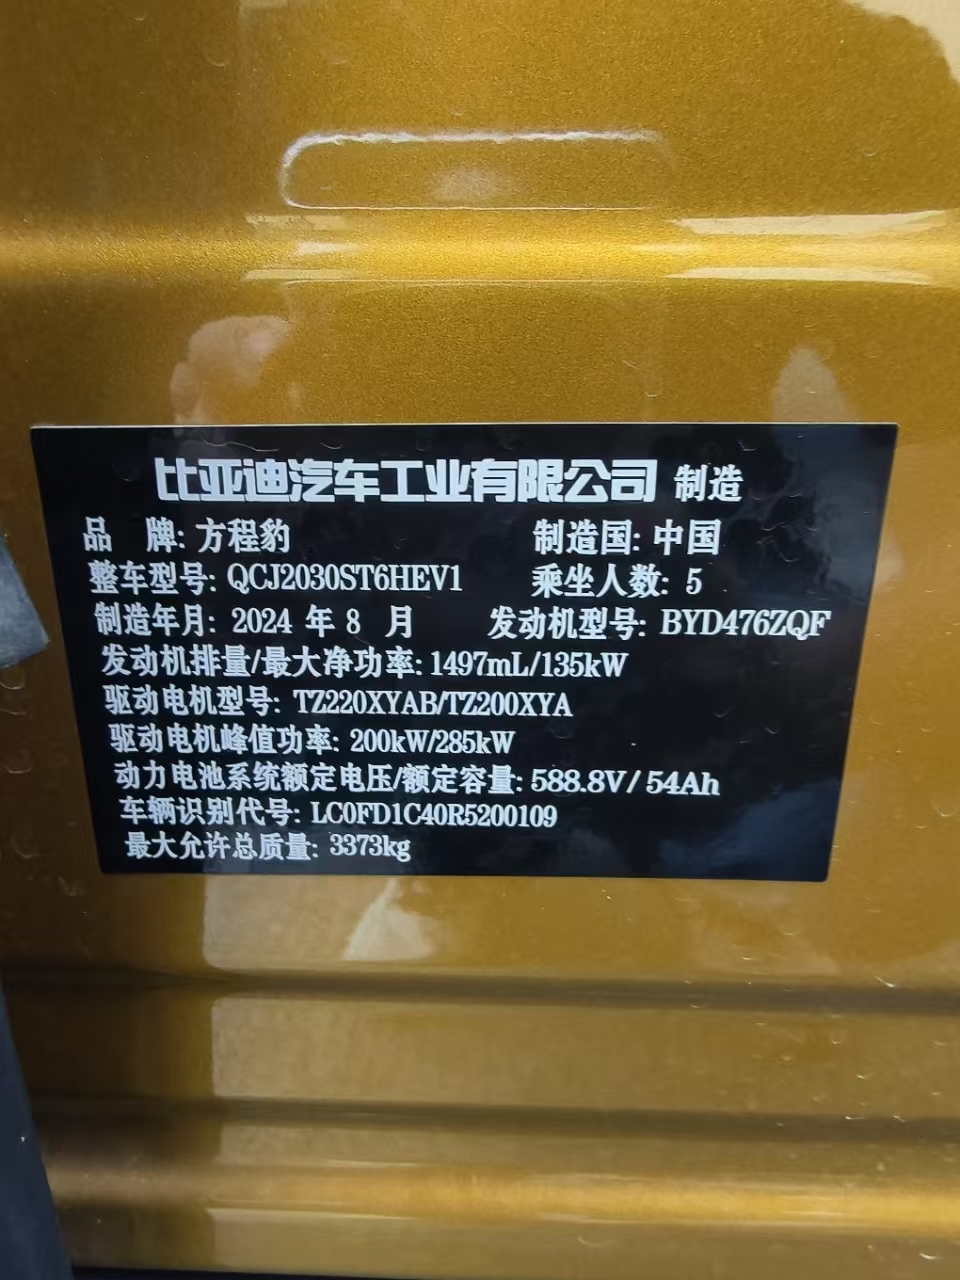 比亚迪汽车工业有限公司 制造
品 牌: 方程豹 制造国: 中国
整车型号: QCJ2030ST6HEV1 乘坐人数: 5
制造年月: 2024 年 8 月 发动机型号: BYD476ZQF
发动机排量/最大净功率: 1497mL/135kW
驱动电机型号: TZ220XYAB/TZ200XYA
驱动电机峰值功率: 200kW/285kW
动力电池系统额定电压/额定容量: 588.8V/ 54Ah
车辆识别代号: LC0FD1C40R5200109
最大允许总质量: 3373kg